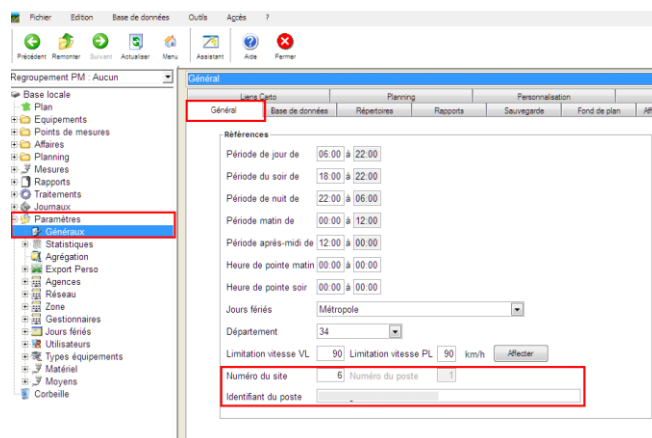 Fichier Edition Base de données Outils Agcès ?
Précédent Remonter Suivant Actualiser Menu Assistant Aide Fermer
Regroupement PM : Aucun
Base locale
Plan
Equipements
Points de mesures
Affaires
Planning
Mesures
Rapports
Traitements
Journaux
Paramètres
Généraux
Statistiques
Agrégation
Export Perso
Agences
Réseau
Zone
Gestionnaires
Jours fériés
Utilisateurs
Types équipements
Matériel
Moyens
Corbeille
Général
Liens Carto Planning Personnalisation
Général Base de données Répertoires Rapports Sauvegarde Fond de plan Aff
Références
Période de jour de 06:00 à 22:00
Période du soir de 18:00 à 22:00
Période de nuit de 22:00 à 06:00
Période matin de 00:00 à 12:00
Période après-midi de 12:00 à 00:00
Heure de pointe matin 00:00 à 00:00
Heure de pointe soir 00:00 à 00:00
Jours fériés Métropole
Département 34
Limitation vitesse VL 90 Limitation vitesse PL 90 km/h Affecter
Numéro du site 6 Numéro du poste 1
Identifiant du poste